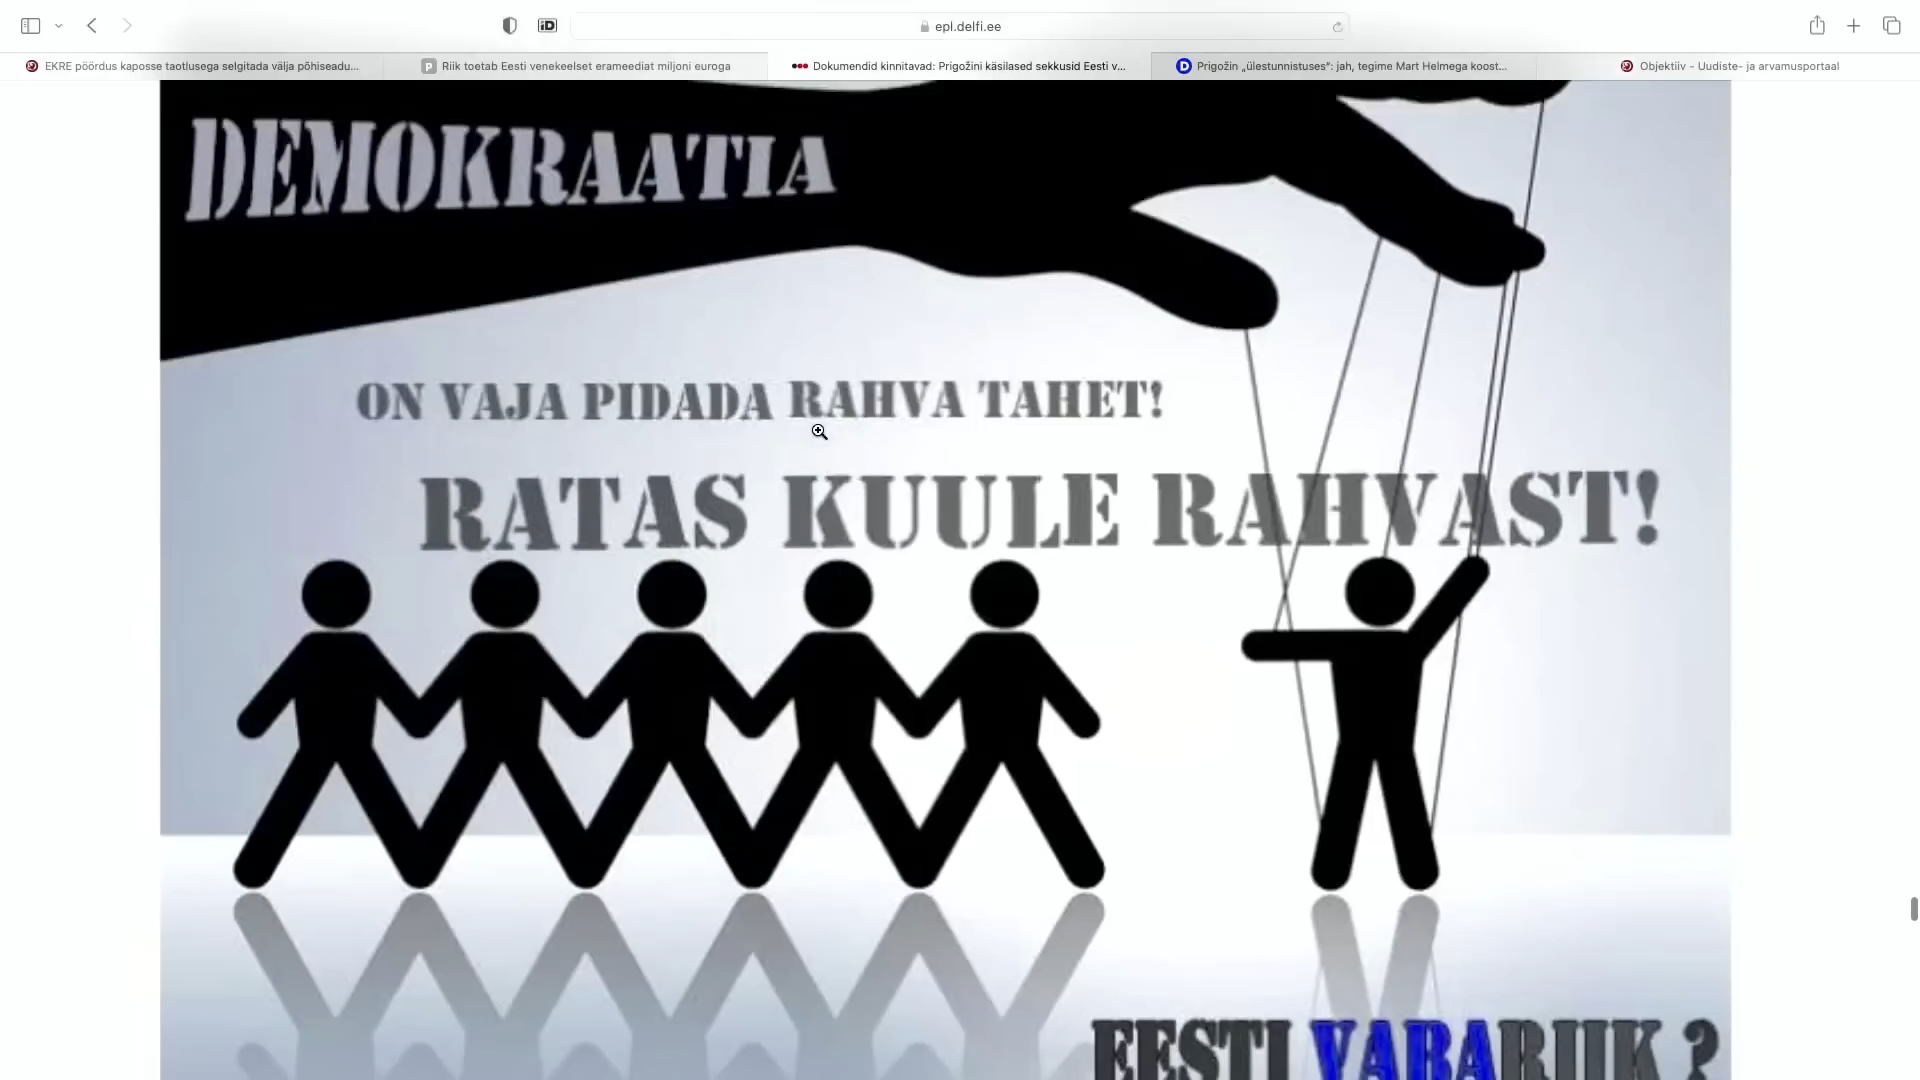 epl.delfi.ee
EKRE pöördus kaposse taotlusega selgitada välja põhiseadu...
Riik toetab Eesti venekeelset erameediat miljoni euroga
Dokumendid kinnitavad: Prigožini käsilased sekkusid Eesti v...
Prigožin „ülestunnistuses“: jah, tegime Mart Helmega koost...
Objektiiv – Uudiste- ja arvamusportaal
DEMOKRAATIA
ON VAJA PIDADA RAHVA TAHET!
RATAS KUULE RAHVAST!
EESTI VABARIIK ?